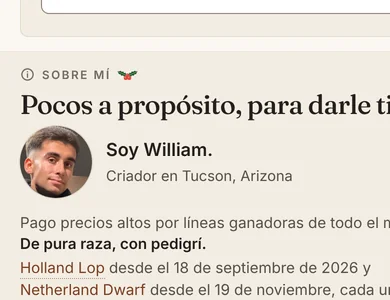 SOBRE MÍ
Pocos a propósito, para darle ti
Soy William.
Criador en Tucson, Arizona
Pago precios altos por líneas ganadoras de todo el m
De pura raza, con pedigrí.
Holland Lop desde el 18 de septiembre de 2026 y
Netherland Dwarf desde el 19 de noviembre, cada u